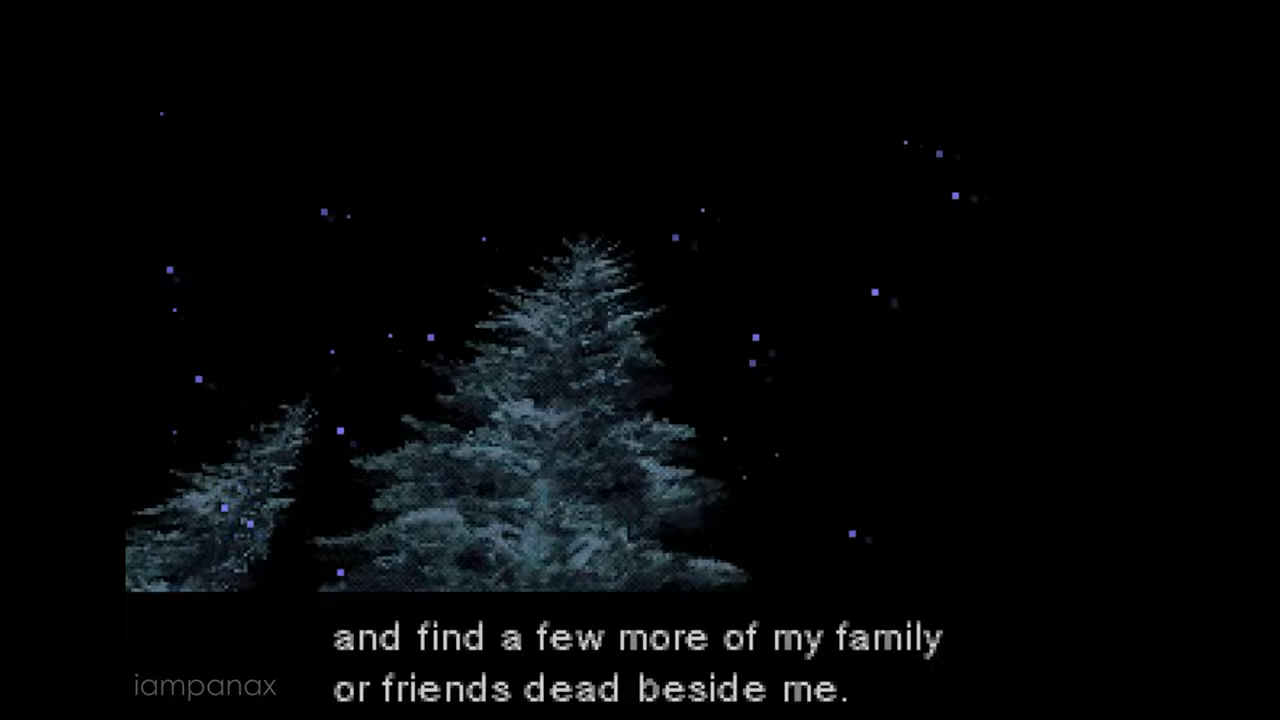 and find a few more of my family
or friends dead beside me.
iampanax